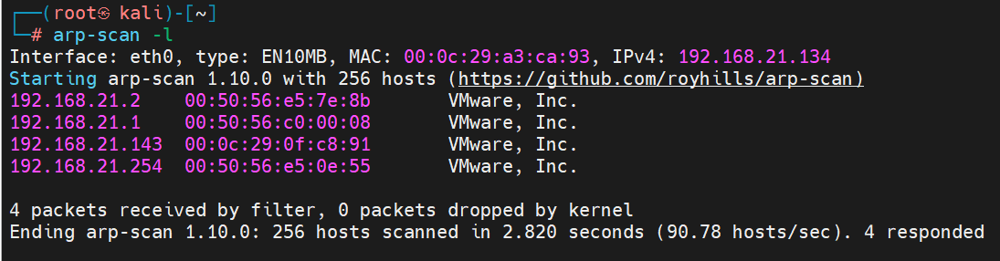 ┌──(root㉿ kali)-[~]
└─# arp-scan -l
Interface: eth0, type: EN10MB, MAC: 00:0c:29:a3:ca:93, IPv4: 192.168.21.134
Starting arp-scan 1.10.0 with 256 hosts (https://github.com/royhills/arp-scan)
192.168.21.2    00:50:56:e5:7e:8b       VMware, Inc.
192.168.21.1    00:50:56:c0:00:08       VMware, Inc.
192.168.21.143  00:0c:29:0f:c8:91       VMware, Inc.
192.168.21.254  00:50:56:e5:0e:55       VMware, Inc.

4 packets received by filter, 0 packets dropped by kernel
Ending arp-scan 1.10.0: 256 hosts scanned in 2.820 seconds (90.78 hosts/sec). 4 responded